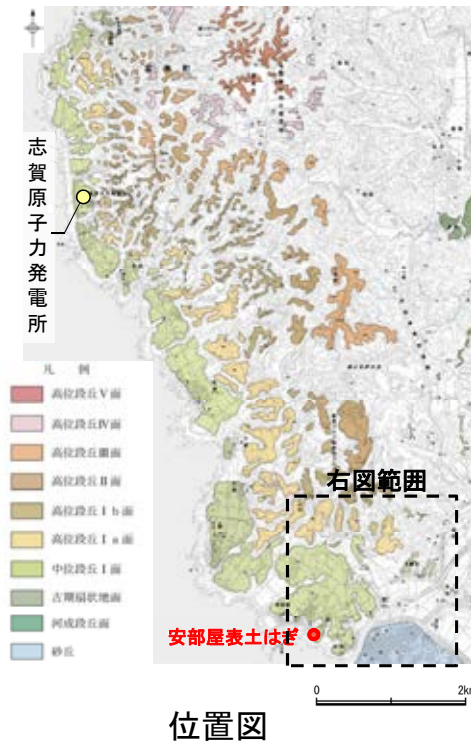 志賀原子力発電所
凡 例
高位段丘Ⅴ面
高位段丘Ⅳ面
高位段丘Ⅲ面
高位段丘Ⅱ面
高位段丘Ⅰb面
高位段丘Ⅰa面
中位段丘Ⅰ面
古期扇状地面
河成段丘面
砂丘
右図範囲
安部屋表土はぎ
0 2km
位置図